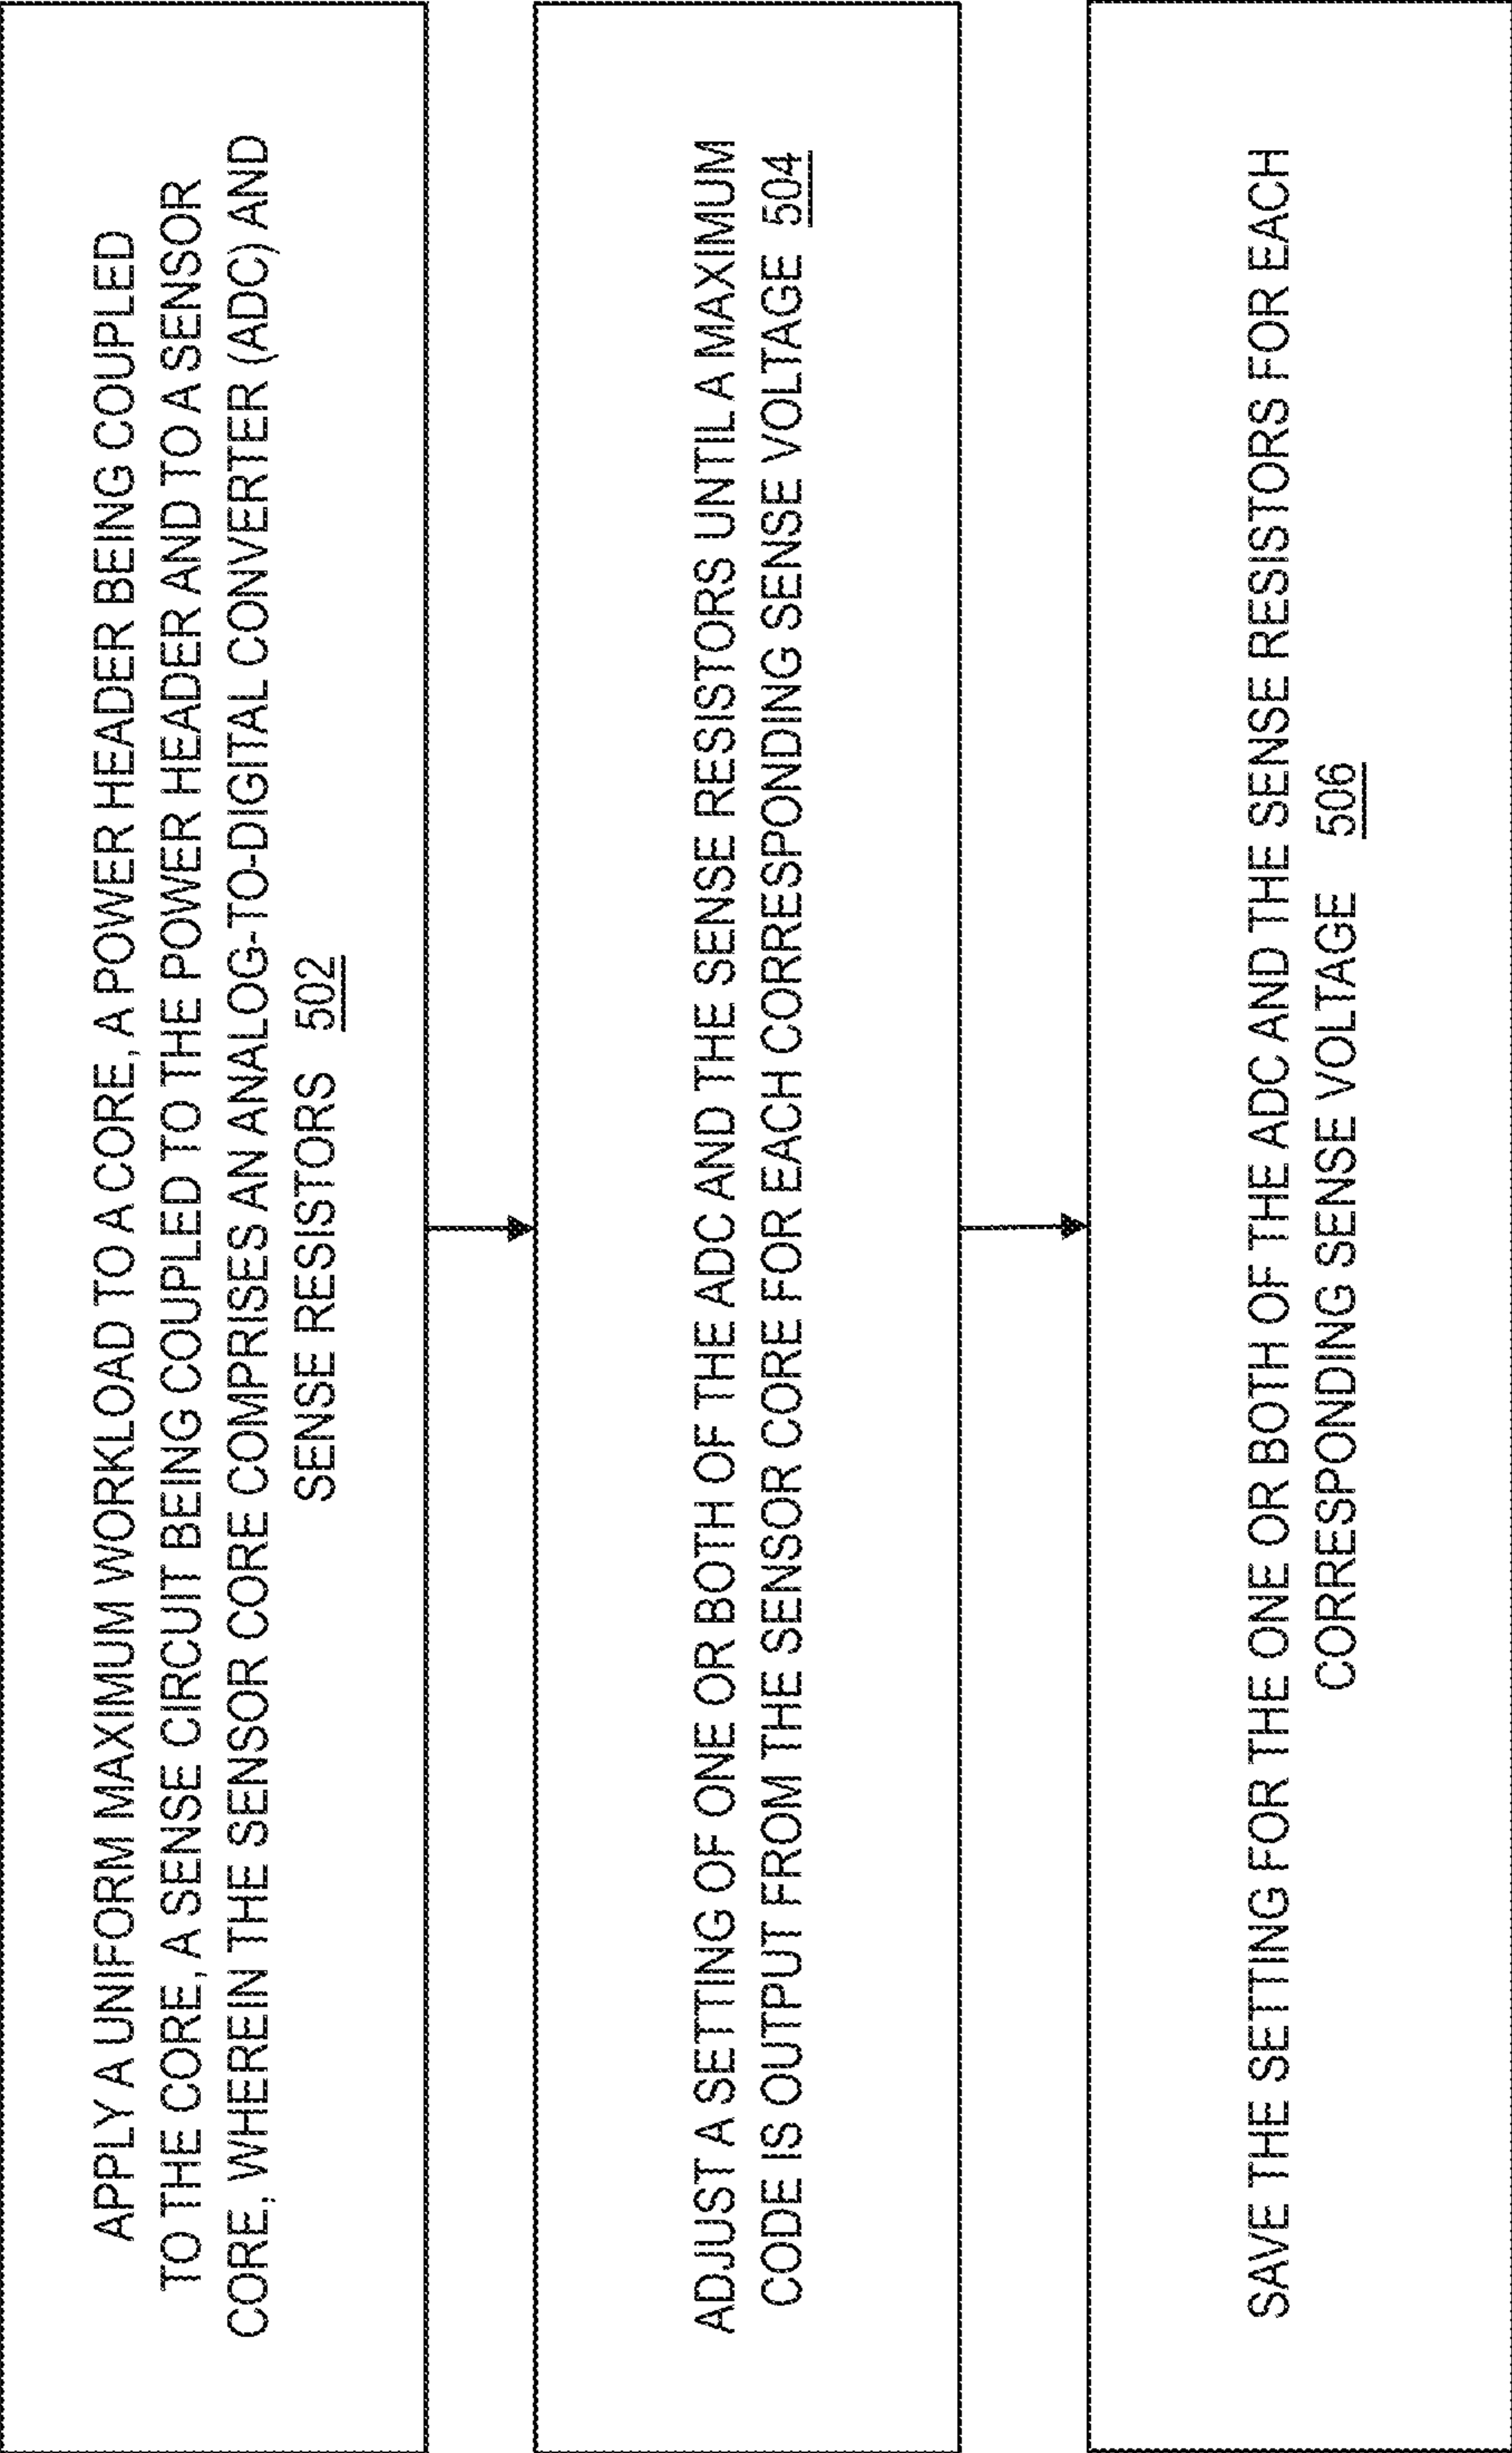 APPLY A UNIFORM MAXIMUM WORKLOAD TO A CORE, A POWER HEADER BEING COUPLED
TO THE CORE, A SENSE CIRCUIT BEING COUPLED TO THE POWER HEADER AND TO A SENSOR
CORE, WHEREIN THE SENSOR CORE COMPRISES AN ANALOG-TO-DIGITAL CONVERTER (ADC) AND
SENSE RESISTORS 502
ADJUST A SETTING OF ONE OR BOTH OF THE ADC AND THE SENSE RESISTORS UNTIL A MAXIMUM
CODE IS OUTPUT FROM THE SENSOR CORE FOR EACH CORRESPONDING SENSE VOLTAGE 504
SAVE THE SETTING FOR THE ONE OR BOTH OF THE ADC AND THE SENSE RESISTORS FOR EACH
CORRESPONDING SENSE VOLTAGE 506